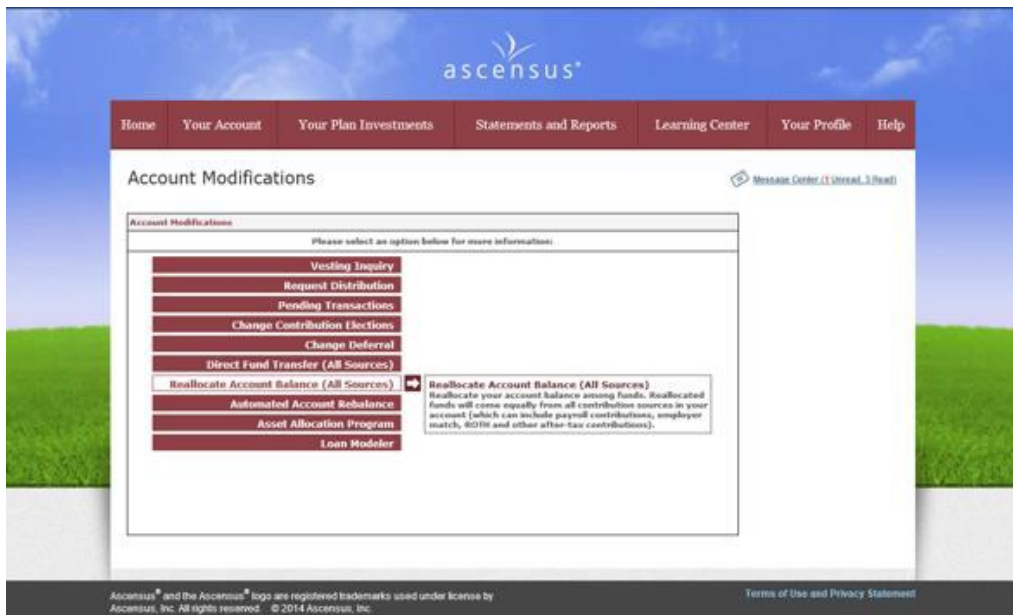 ascensus®
Home Your Account Your Plan Investments Statements and Reports Learning Center Your Profile Help
Account Modifications
Message Center (1 Unread, 3 Read)
Account Modifications
Please select an option below for more information:
Vesting Inquiry
Request Distribution
Pending Transactions
Change Contribution Elections
Change Deferral
Direct Fund Transfer (All Sources)
Reallocate Account Balance (All Sources)
Reallocate Account Balance (All Sources)
Reallocate your account balance among funds. Reallocated
funds will come equally from all contribution sources in your
account (which can include payroll contributions, employer
match, ROTH and other after-tax contributions).
Automated Account Rebalance
Asset Allocation Program
Loan Modeler
Ascensus® and the Ascensus® logo are registered trademarks used under license by
Ascensus, Inc. All rights reserved. © 2014 Ascensus, Inc.
Terms of Use and Privacy Statement